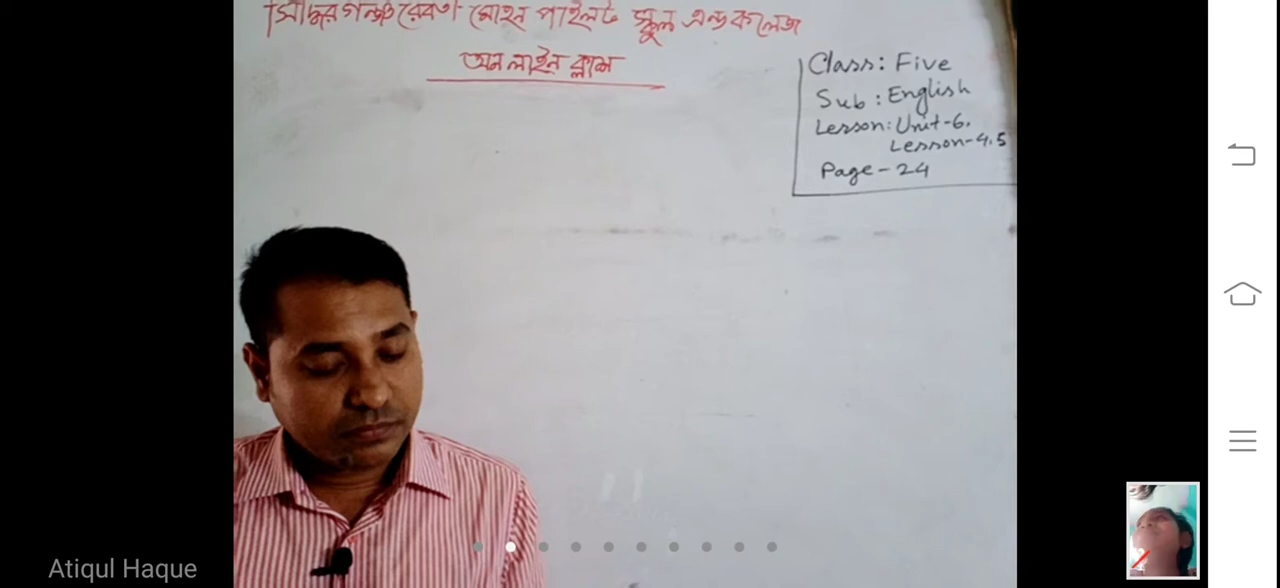 সিদ্ধিরগঞ্জ রেবতী মোহন পাইলট স্কুল এন্ড কলেজ
অনলাইন ক্লাশ
Class: Five
Sub: English
Lesson: Unit-6.
Lesson-4,5
Page-24
Atiqul Haque